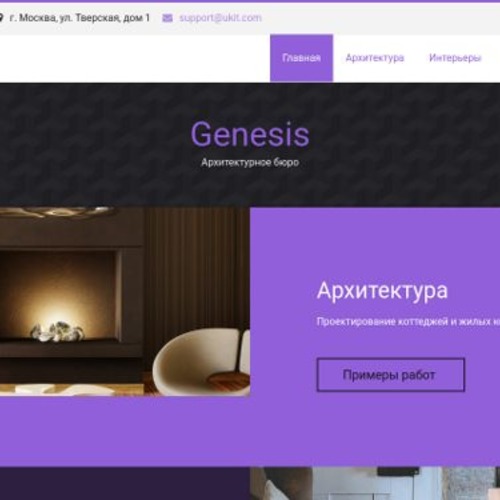 г. Москва, ул. Тверская, дом 1 support@ukit.com
Главная Архитектура Интерьеры
Genesis
Архитектурное бюро
Архитектура
Проектирование коттеджей и жилых
Примеры работ